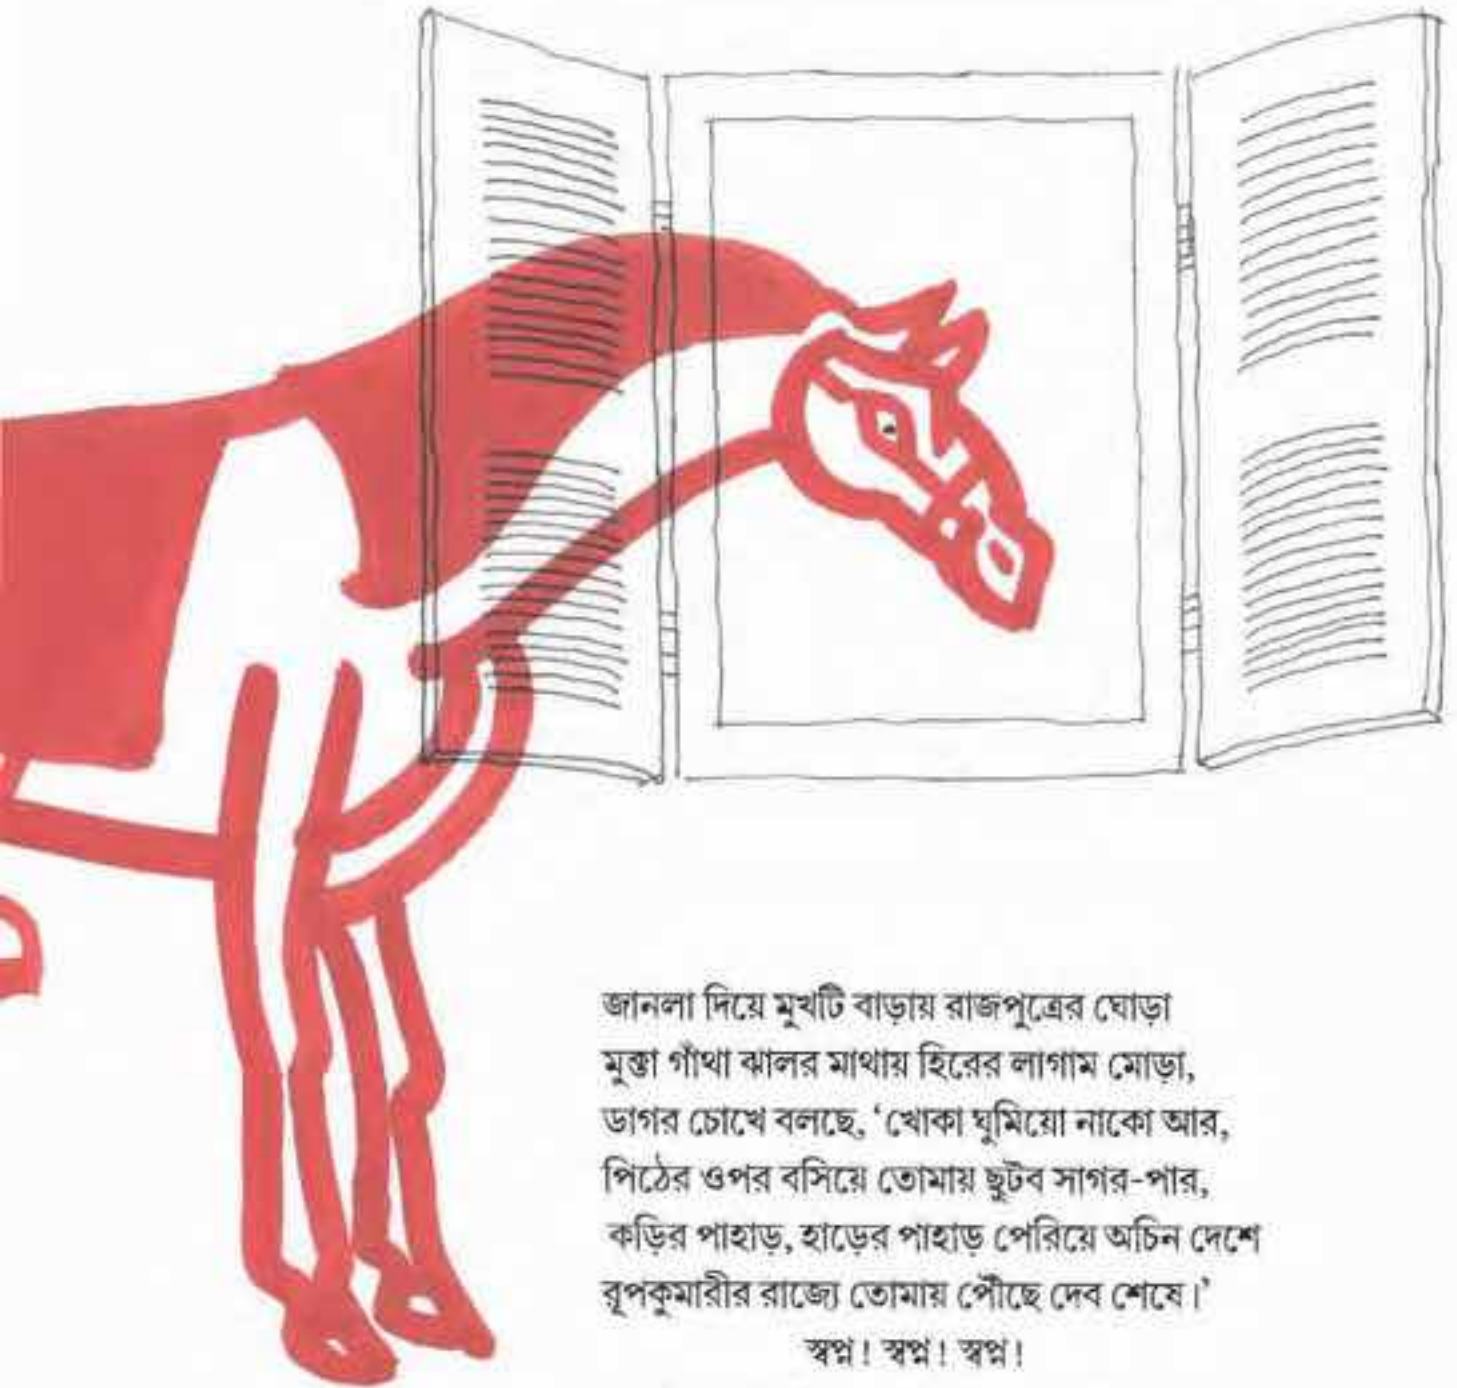 জানলা দিয়ে মুখটি বাড়ায় রাজপুত্রের ঘোড়া
মুক্তা গাঁথা ঝালর মাথায় হিরের লাগাম মোড়া,
ডাগর চোখে বলছে, ‘খোকা ঘুমিয়ো নাকো আর,
পিঠের ওপর বসিয়ে তোমায় ছুটব সাগর-পার,
কড়ির পাহাড়, হাড়ের পাহাড় পেরিয়ে অচিন দেশে
রূপকুমারীর রাজ্যে তোমায় পৌঁছে দেব শেষে।’
স্বপ্ন! স্বপ্ন! স্বপ্ন!